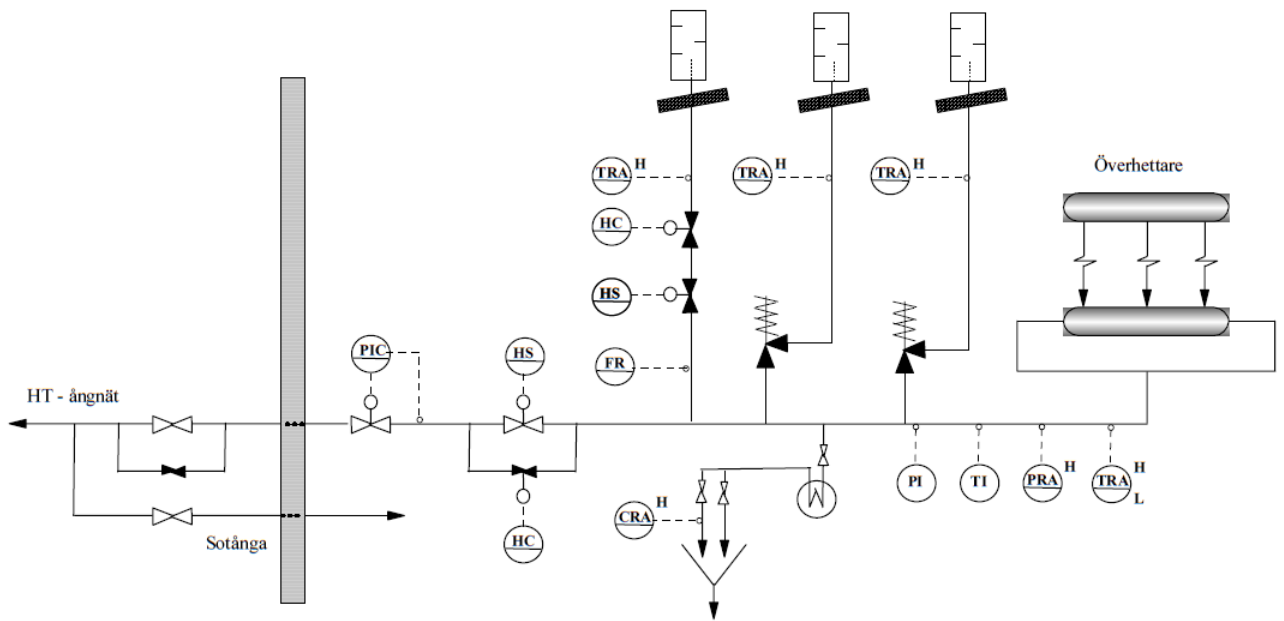 TRA H
TRA H
TRA H
Överhettare
HC
HS
FR
PIC
HS
HT - ångnät
PI
TI
PRA H
TRA H
L
CRA H
HC
Sotånga